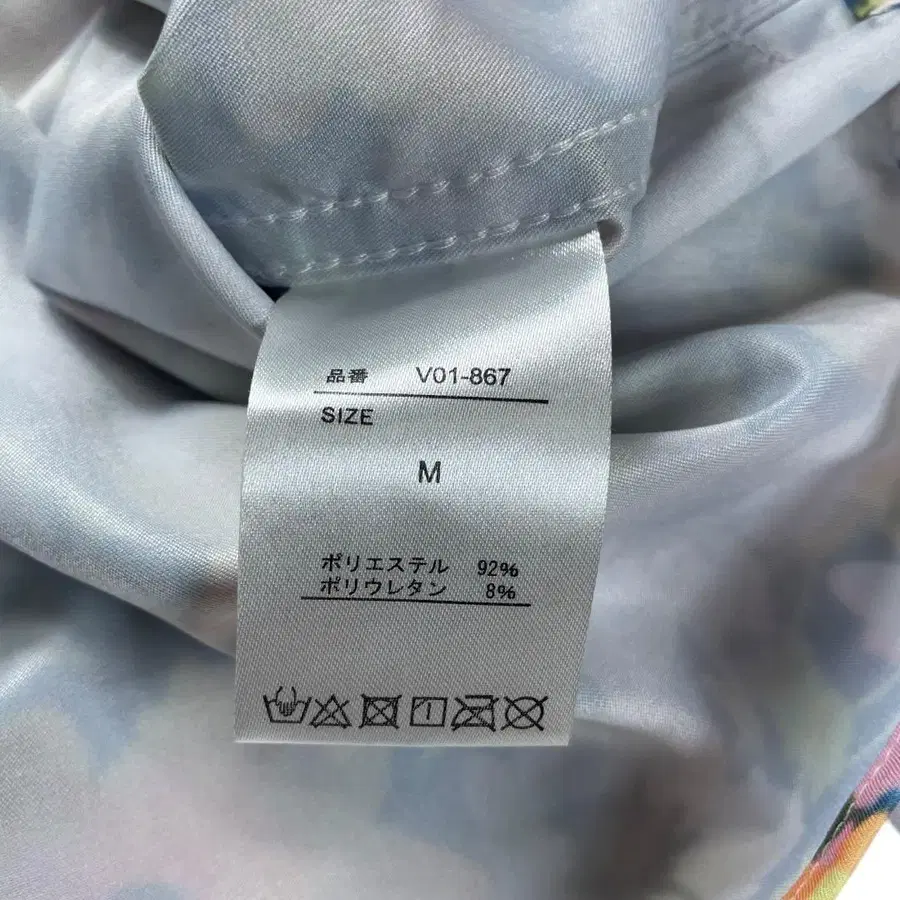 品番 V01-867
SIZE
M
ポリエステル 92%
ポリウレタン 8%